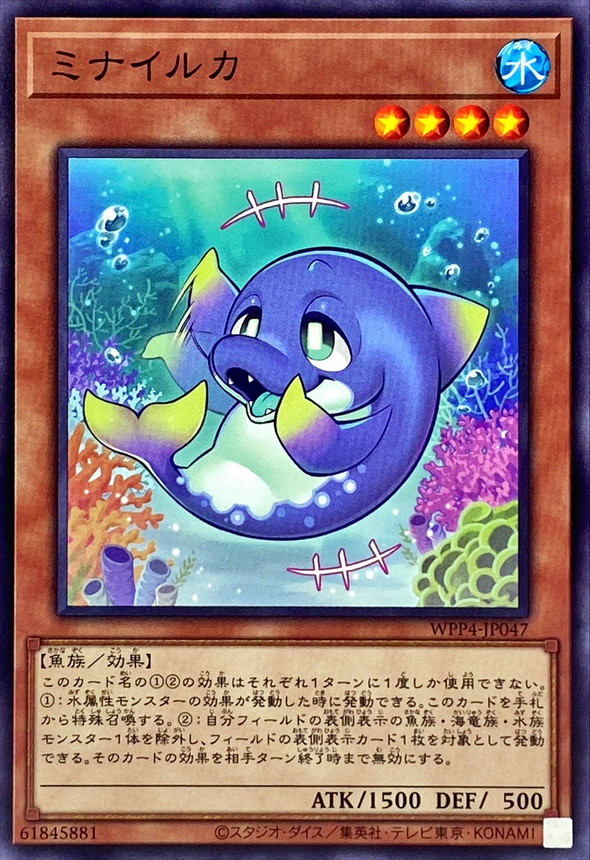 ミナイルカ
水
WPP4-JP047
【魚族/効果】
このカード名の①②の効果はそれぞれ1ターンに1度しか使用できない。
①:水属性モンスターの効果が発動した時に発動できる。このカードを手札
から特殊召喚する。②:自分フィールドの表側表示の魚族・海竜族・水族
モンスター1体を除外し、フィールドの表側表示カード1枚を対象として発動
できる。そのカードの効果を相手ターン終了時まで無効にする。
ATK/1500 DEF/ 500
61845881 ©スタジオ・ダイス/集英社・テレビ東京・KONAMI